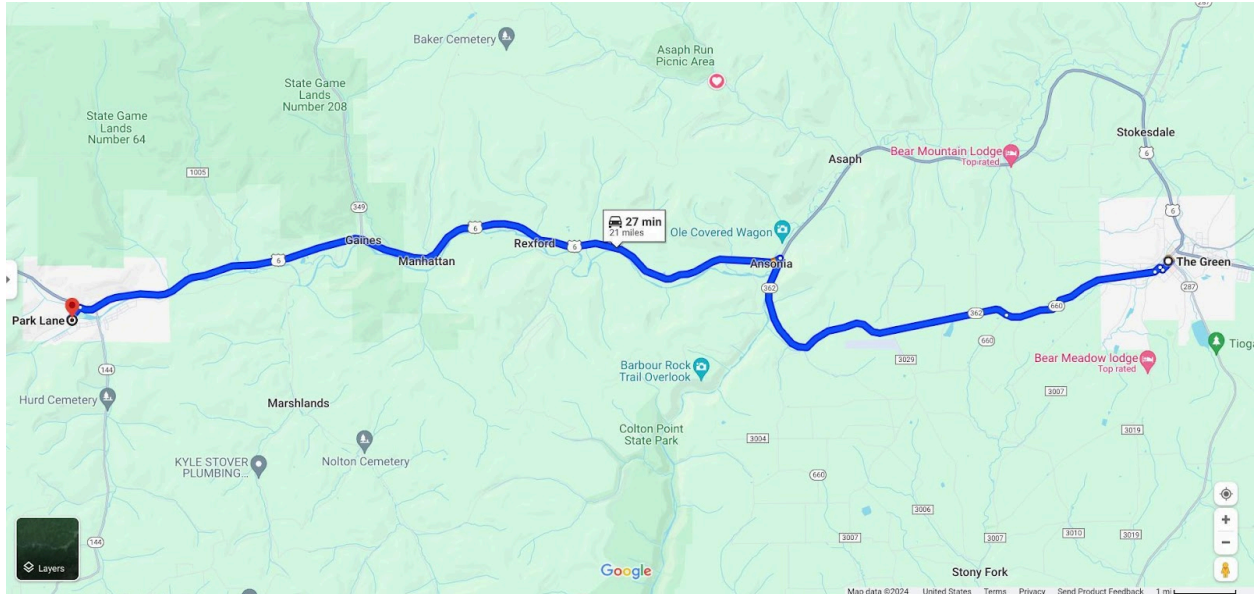 287
Baker Cemetery
Asaph Run
Picnic Area
State Game
Lands
Number 208
State Game
Lands
Number 64
Stokesdale
Asaph
Bear Mountain Lodge
Top rated
6
1005
6
349
27 min
21 miles
6
Gaines
Rexford
6
Ole Covered Wagon
Manhattan
6
Ansonia
The Green
362
287
660
Park Lane
362
660
Tioga
3029
Bear Meadow lodge
Top rated
Barbour Rock
Trail Overlook
144
3007
Hurd Cemetery
Marshlands
Colton Point
State Park
3019
3004
KYLE STOVER
PLUMBING...
Nolton Cemetery
660
3006
144
3007
3007
3010
3019
Layers
Google
Stony Fork
Map data ©2024 United States Terms Privacy Send Product Feedback 1 mi